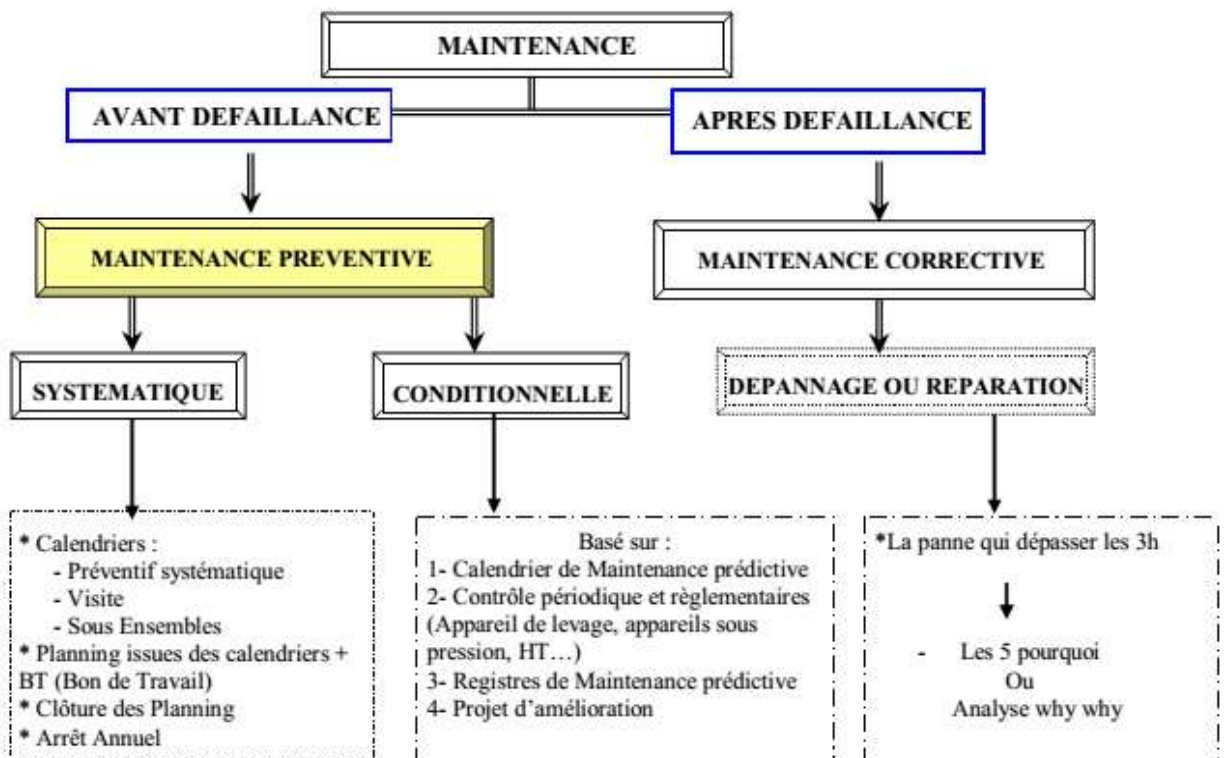 MAINTENANCE
AVANT DEFAILLANCE
APRES DEFAILLANCE
MAINTENANCE PREVENTIVE
MAINTENANCE CORRECTIVE
SYSTEMATIQUE
CONDITIONNELLE
DEPANNAGE OU REPARATION
* Calendriers :
- Préventif systématique
- Visite
- Sous Ensembles
* Planning issues des calendriers +
BT (Bon de Travail)
* Clôture des Planning
* Arrêt Annuel
Basé sur :
1- Calendrier de Maintenance prédictive
2- Contrôle périodique et règlementaires
(Appareil de levage, appareils sous
pression, HT…)
3- Registres de Maintenance prédictive
4- Projet d'amélioration
*La panne qui dépasser les 3h
- Les 5 pourquoi
Ou
Analyse why why